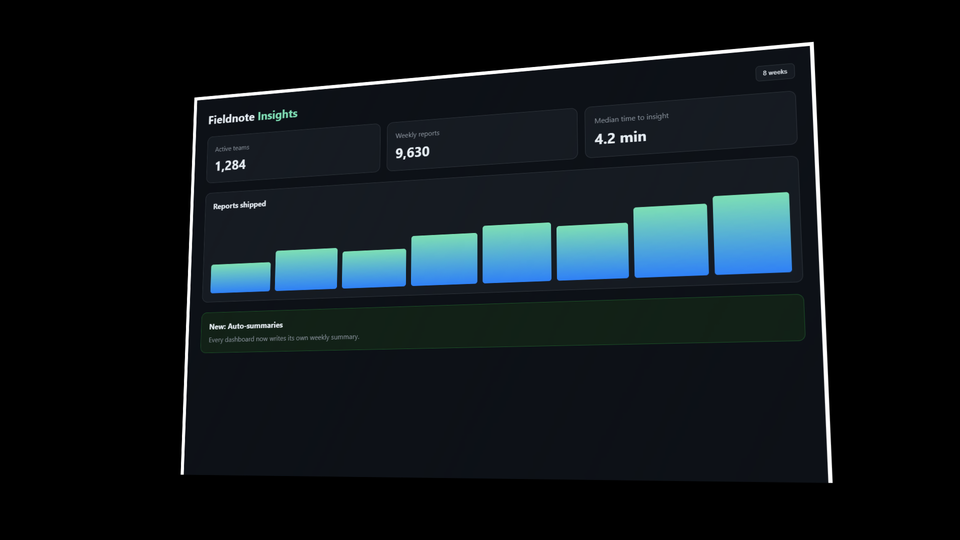 Fieldnote Insights
8 weeks
Active teams
1,284
Weekly reports
9,630
Median time to insight
4.2 min
Reports shipped
New: Auto-summaries
Every dashboard now writes its own weekly summary.